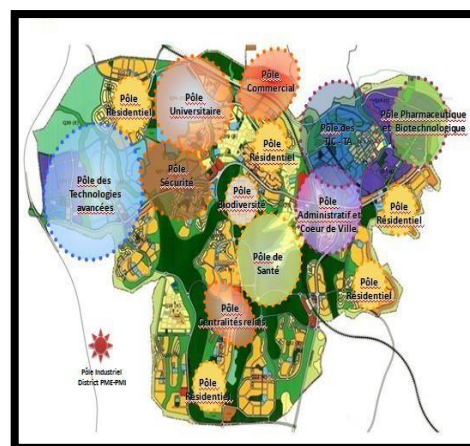 Pôle
Commercial
Pôle
Universitaire
Pôle
Résidentiel
Pôle Pharmaceutique
et Biotechnologique
Pôle des
TIC - TA
Pôle
Résidentiel
Pôle
Sécurité
Pôle des
Technologies
avancées
Pôle
Biodiversité
Pôle
Administratif et
Coeur de Ville
Pôle
Résidentiel
Pôle de
Santé
Pôle
Résidentiel
Pôle
Centralités relais
Pôle Industriel
District PME-PMI
Pôle
Résidentiel